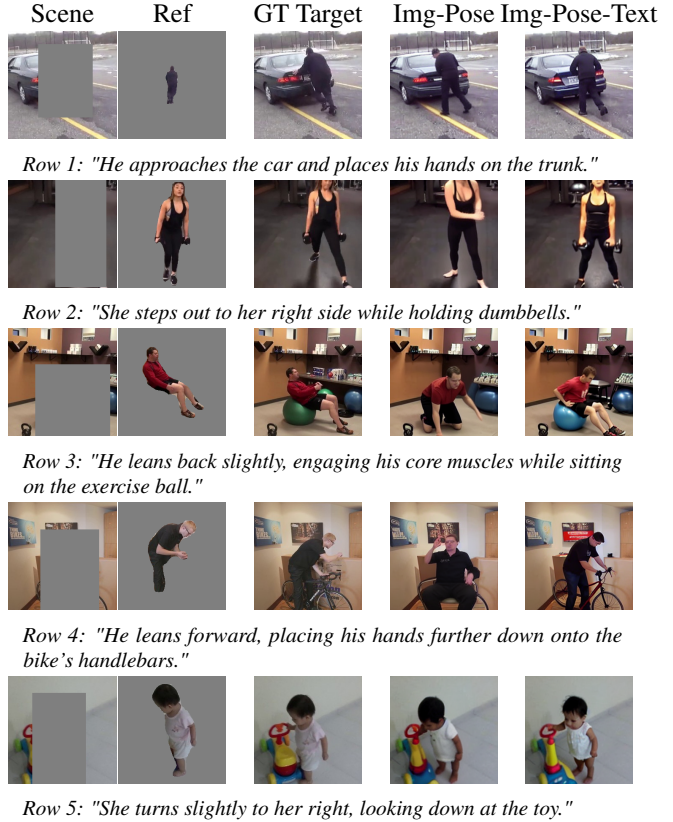 Scene Ref GT Target Img-Pose Img-Pose-Text
Row 1: "He approaches the car and places his hands on the trunk."
Row 2: "She steps out to her right side while holding dumbbells."
Row 3: "He leans back slightly, engaging his core muscles while sitting
on the exercise ball."
Row 4: "He leans forward, placing his hands further down onto the
bike's handlebars."
Row 5: "She turns slightly to her right, looking down at the toy."